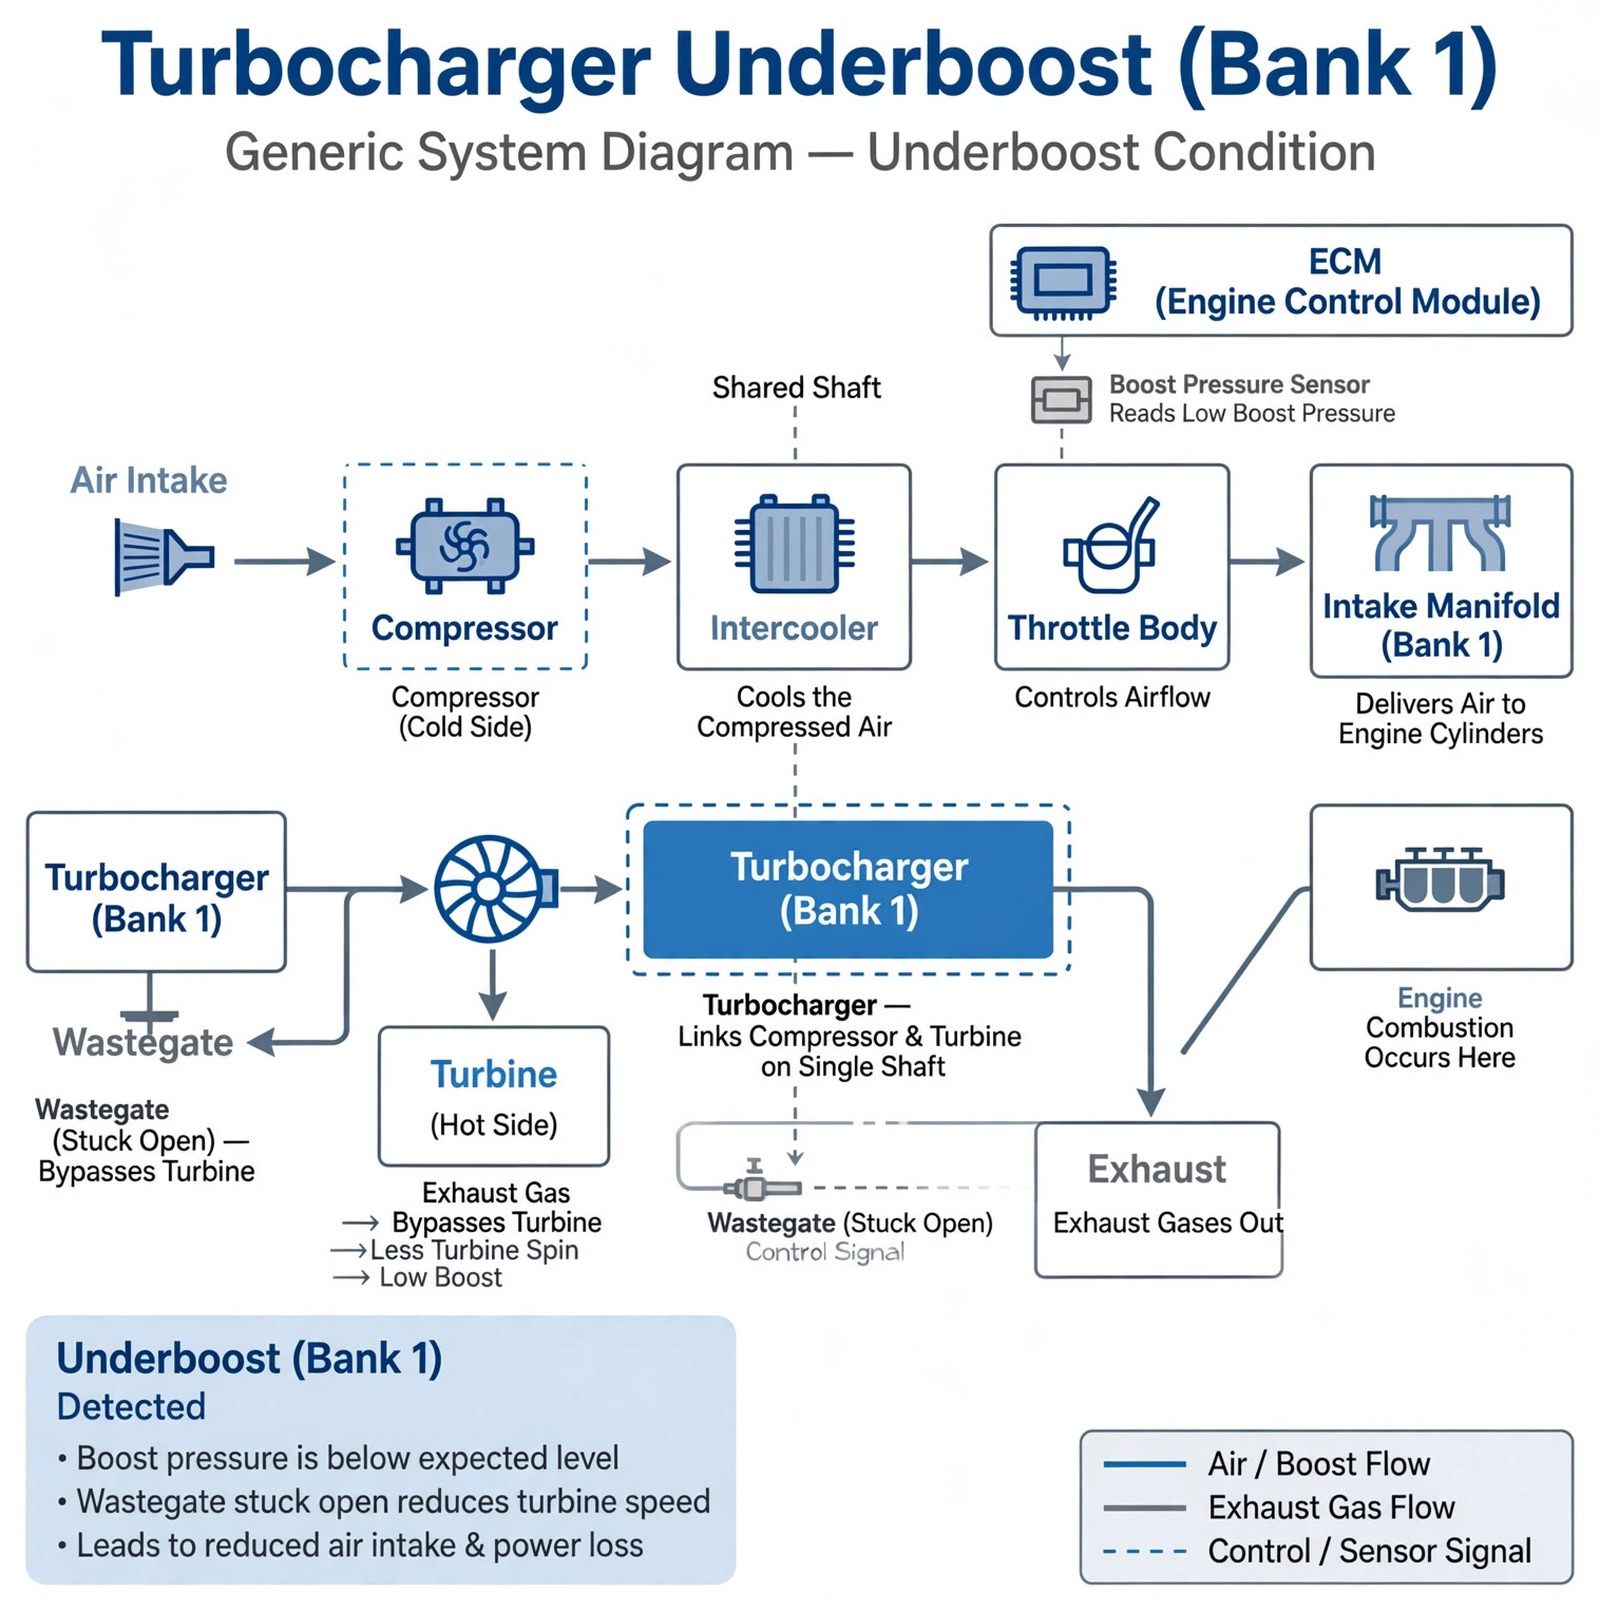 Turbocharger Underboost (Bank 1)
Generic System Diagram — Underboost Condition
ECM
(Engine Control Module)
Boost Pressure Sensor
Reads Low Boost Pressure
Shared Shaft
Air Intake
Compressor
Compressor
(Cold Side)
Intercooler
Cools the
Compressed Air
Throttle Body
Controls Airflow
Intake Manifold
(Bank 1)
Delivers Air to
Engine Cylinders
Turbocharger
(Bank 1)
Wastegate
Wastegate
(Stuck Open) —
Bypasses Turbine
Turbine
(Hot Side)
Exhaust Gas
→ Bypasses Turbine
→ Less Turbine Spin
→ Low Boost
Turbocharger
(Bank 1)
Turbocharger —
Links Compressor & Turbine
on Single Shaft
Wastegate (Stuck Open)
Control Signal
Engine
Combustion
Occurs Here
Exhaust
Exhaust Gases Out
Underboost (Bank 1)
Detected
• Boost pressure is below expected level
• Wastegate stuck open reduces turbine speed
• Leads to reduced air intake & power loss
Air / Boost Flow
Exhaust Gas Flow
Control / Sensor Signal